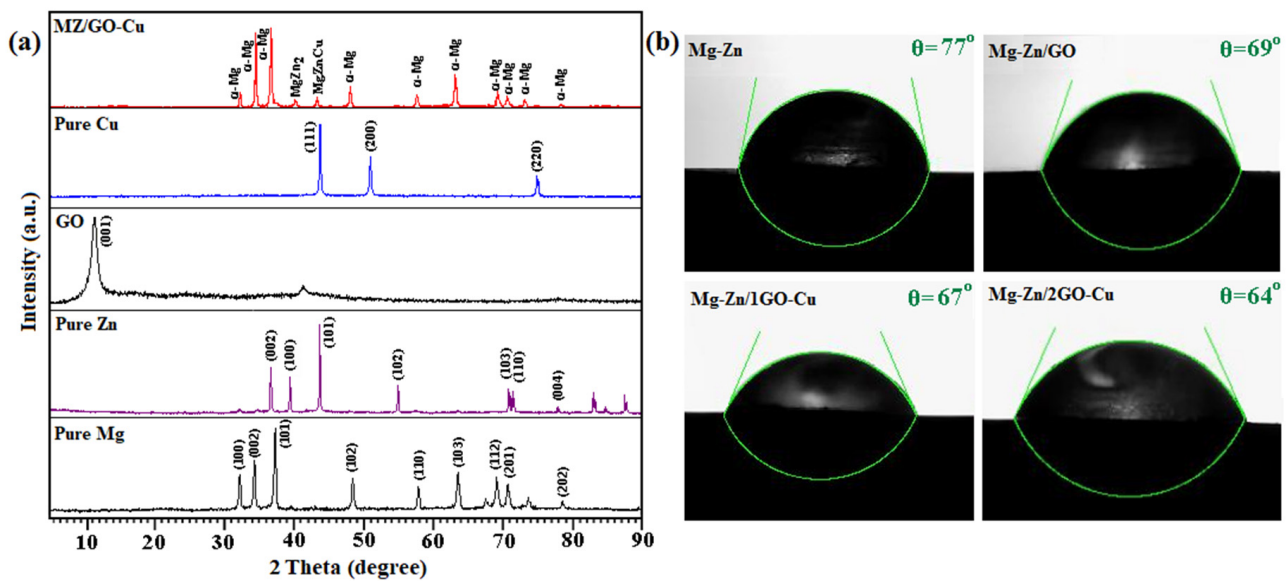 (a)
MZ/GO-Cu
α-Mg
α-Mg
α-Mg
MgZn2
MgZnCu
α-Mg
α-Mg
α-Mg
α-Mg
α-Mg
α-Mg
α-Mg
Pure Cu
(111)
(200)
(220)
GO
(001)
Pure Zn
(002)
(100)
(101)
(102)
(103)
(110)
(004)
Pure Mg
(100)
(002)
(101)
(102)
(110)
(103)
(112)
(201)
(202)
Intensity (a.u.)
10 20 30 40 50 60 70 80 90
2 Theta (degree)
(b)
Mg-Zn θ=77°
Mg-Zn/GO θ=69°
Mg-Zn/1GO-Cu θ=67°
Mg-Zn/2GO-Cu θ=64°